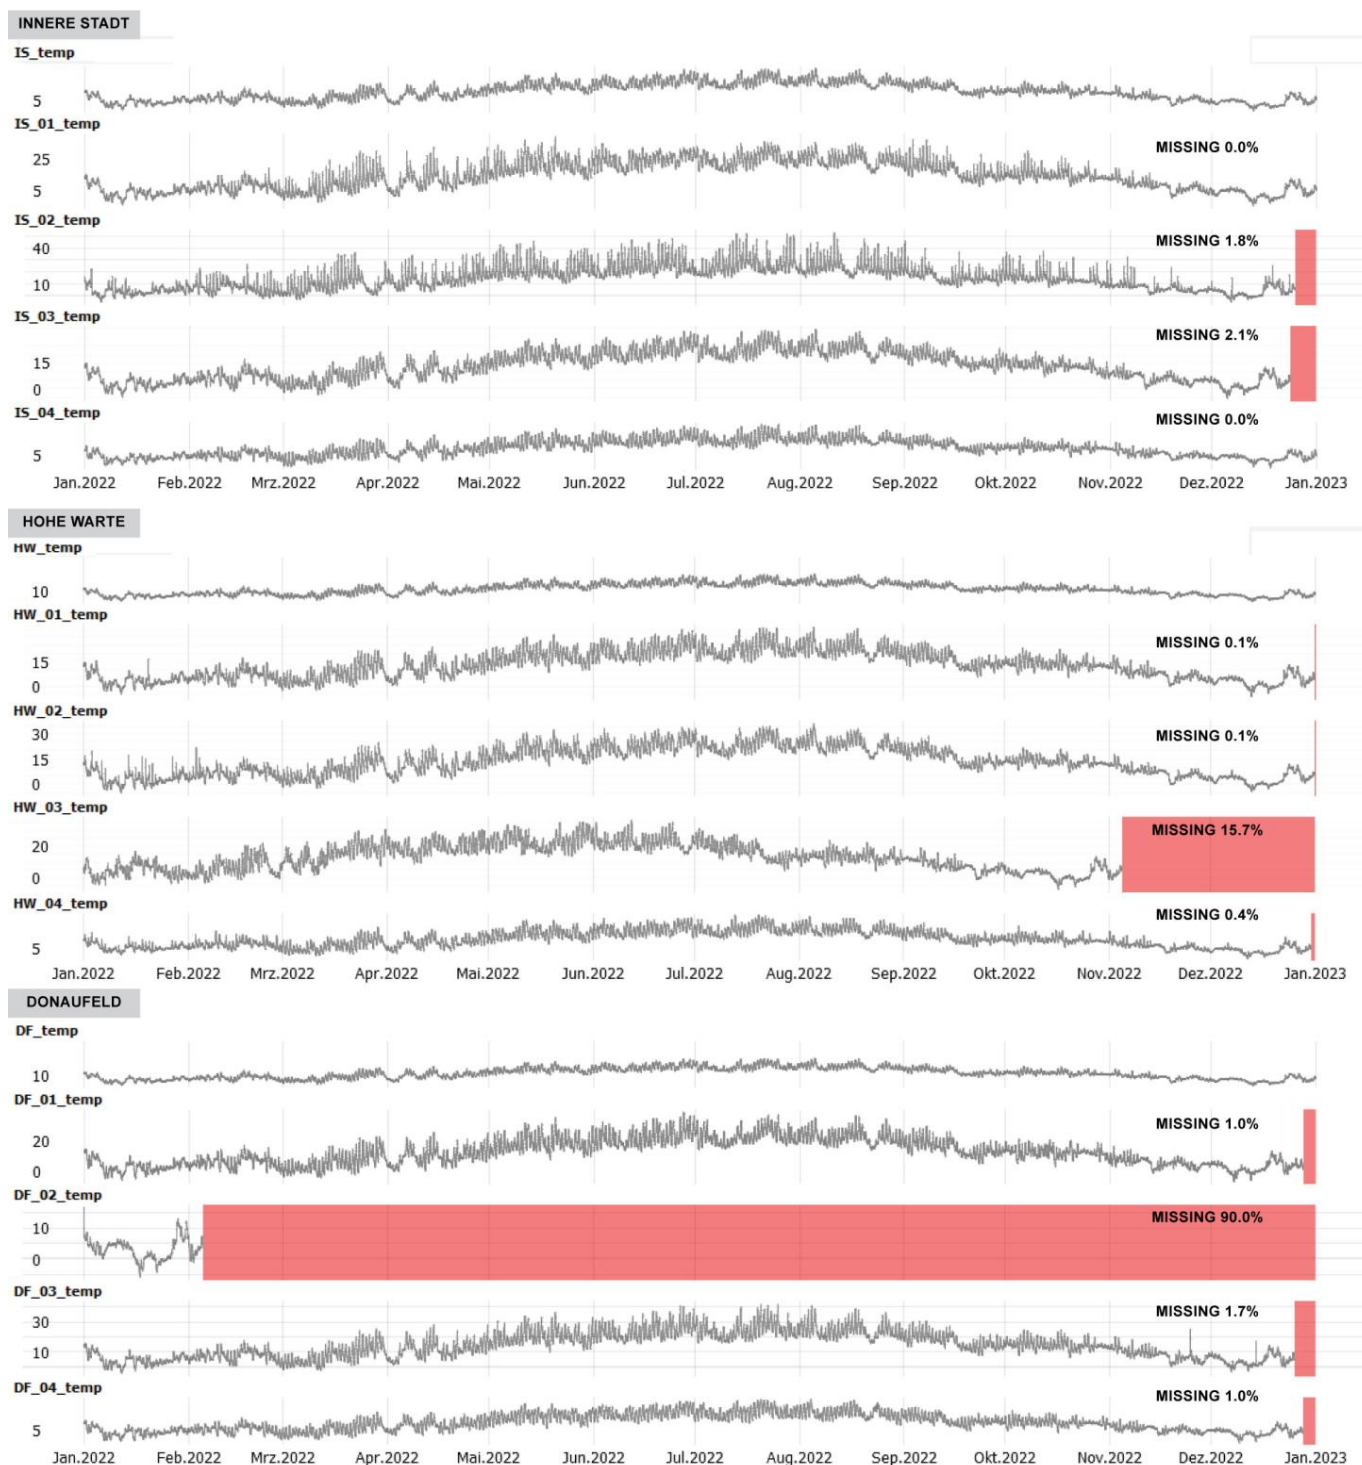 INNERE STADT
IS_temp
5
IS_01_temp
MISSING 0.0%
25
5
IS_02_temp
MISSING 1.8%
40
10
IS_03_temp
MISSING 2.1%
15
0
IS_04_temp
MISSING 0.0%
5
Jan.2022 Feb.2022 Mrz.2022 Apr.2022 Mai.2022 Jun.2022 Jul.2022 Aug.2022 Sep.2022 Okt.2022 Nov.2022 Dez.2022 Jan.2023
HOHE WARTE
HW_temp
10
HW_01_temp
MISSING 0.1%
15
0
HW_02_temp
30
MISSING 0.1%
15
0
HW_03_temp
MISSING 15.7%
20
0
HW_04_temp
MISSING 0.4%
5
Jan.2022 Feb.2022 Mrz.2022 Apr.2022 Mai.2022 Jun.2022 Jul.2022 Aug.2022 Sep.2022 Okt.2022 Nov.2022 Dez.2022 Jan.2023
DONAUFELD
DF_temp
10
DF_01_temp
MISSING 1.0%
20
0
DF_02_temp
MISSING 90.0%
10
0
DF_03_temp
MISSING 1.7%
30
10
DF_04_temp
MISSING 1.0%
5
Jan.2022 Feb.2022 Mrz.2022 Apr.2022 Mai.2022 Jun.2022 Jul.2022 Aug.2022 Sep.2022 Okt.2022 Nov.2022 Dez.2022 Jan.2023